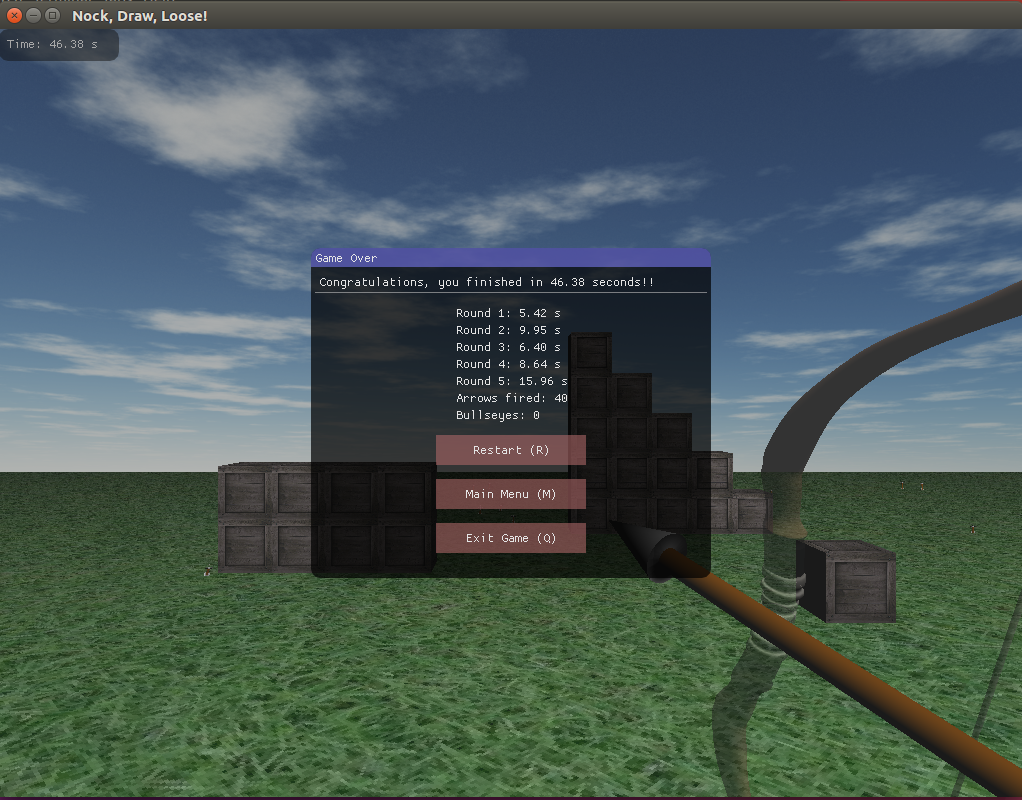 Nock, Draw, Loose!
Time: 46.38 s
Game Over
Congratulations, you finished in 46.38 seconds!!
Round 1: 5.42 s
Round 2: 9.95 s
Round 3: 6.40 s
Round 4: 8.64 s
Round 5: 15.96 s
Arrows fired: 40
Bullseyes: 0
Restart (R)
Main Menu (M)
Exit Game (Q)